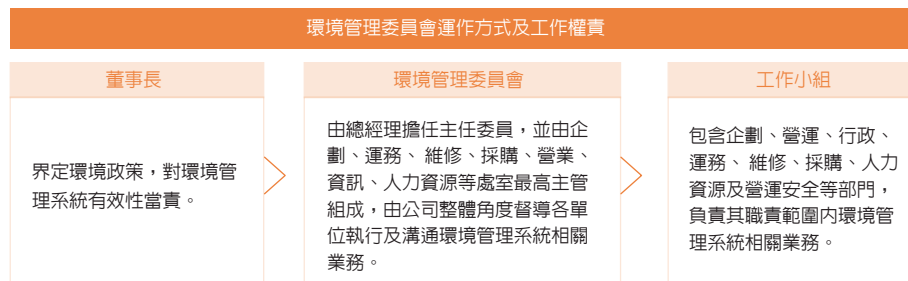 環境管理委員會運作方式及工作權責
董事長
界定環境政策，對環境管
理系統有效性當責。
環境管理委員會
由總經理擔任主任委員，並由企
劃、運務、維修、採購、營業、
資訊、人力資源等處室最高主管
組成，由公司整體角度督導各單
位執行及溝通環境管理系統相關
業務。
工作小組
包含企劃、營運、行政、
運務、維修、採購、人力
資源及營運安全等部門，
負責其職責範圍內環境管
理系統相關業務。